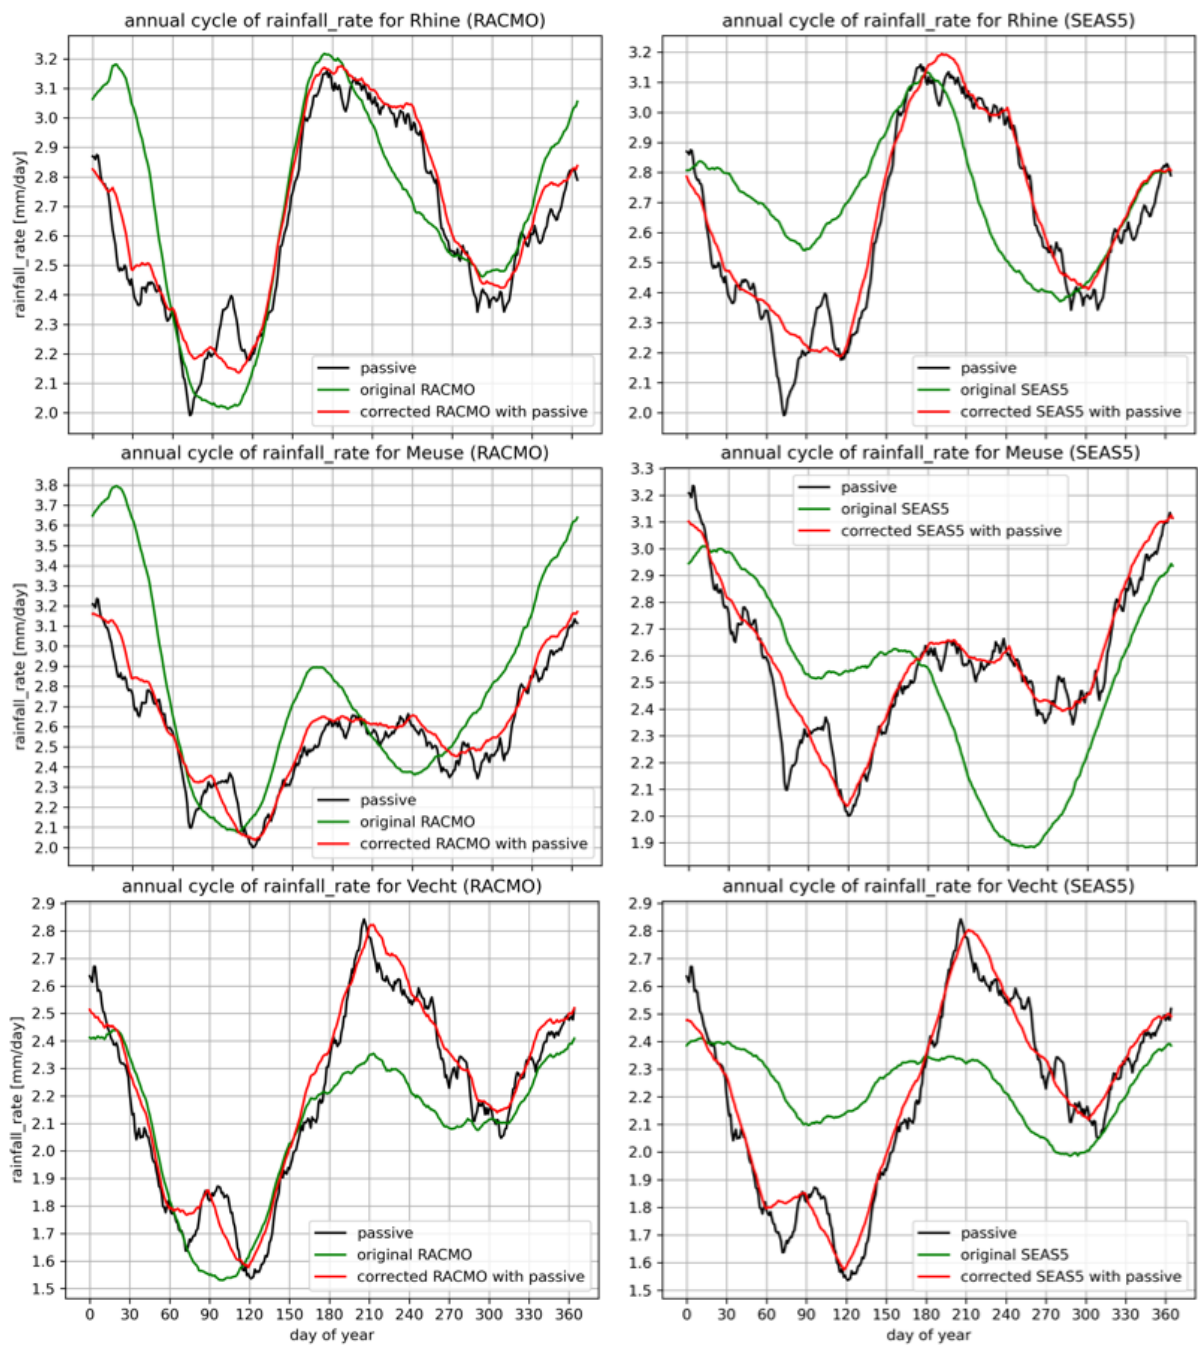 annual cycle of rainfall_rate for Rhine (RACMO)
3.2
3.1
3.0
2.9
2.8
2.7
2.6
2.5
2.4
2.3
2.2
2.1
2.0
rainfall_rate [mm/day]
passive
original RACMO
corrected RACMO with passive
annual cycle of rainfall_rate for Rhine (SEAS5)
3.2
3.1
3.0
2.9
2.8
2.7
2.6
2.5
2.4
2.3
2.2
2.1
2.0
passive
original SEAS5
corrected SEAS5 with passive
annual cycle of rainfall_rate for Meuse (RACMO)
3.8
3.7
3.6
3.5
3.4
3.3
3.2
3.1
3.0
2.9
2.8
2.7
2.6
2.5
2.4
2.3
2.2
2.1
2.0
rainfall_rate [mm/day]
passive
original RACMO
corrected RACMO with passive
annual cycle of rainfall_rate for Meuse (SEAS5)
3.3
3.2
3.1
3.0
2.9
2.8
2.7
2.6
2.5
2.4
2.3
2.2
2.1
2.0
1.9
passive
original SEAS5
corrected SEAS5 with passive
annual cycle of rainfall_rate for Vecht (RACMO)
2.9
2.8
2.7
2.6
2.5
2.4
2.3
2.2
2.1
2.0
1.9
1.8
1.7
1.6
1.5
rainfall_rate [mm/day]
passive
original RACMO
corrected RACMO with passive
0 30 60 90 120 150 180 210 240 270 300 330 360
day of year
annual cycle of rainfall_rate for Vecht (SEAS5)
2.9
2.8
2.7
2.6
2.5
2.4
2.3
2.2
2.1
2.0
1.9
1.8
1.7
1.6
1.5
passive
original SEAS5
corrected SEAS5 with passive
0 30 60 90 120 150 180 210 240 270 300 330 360
day of year